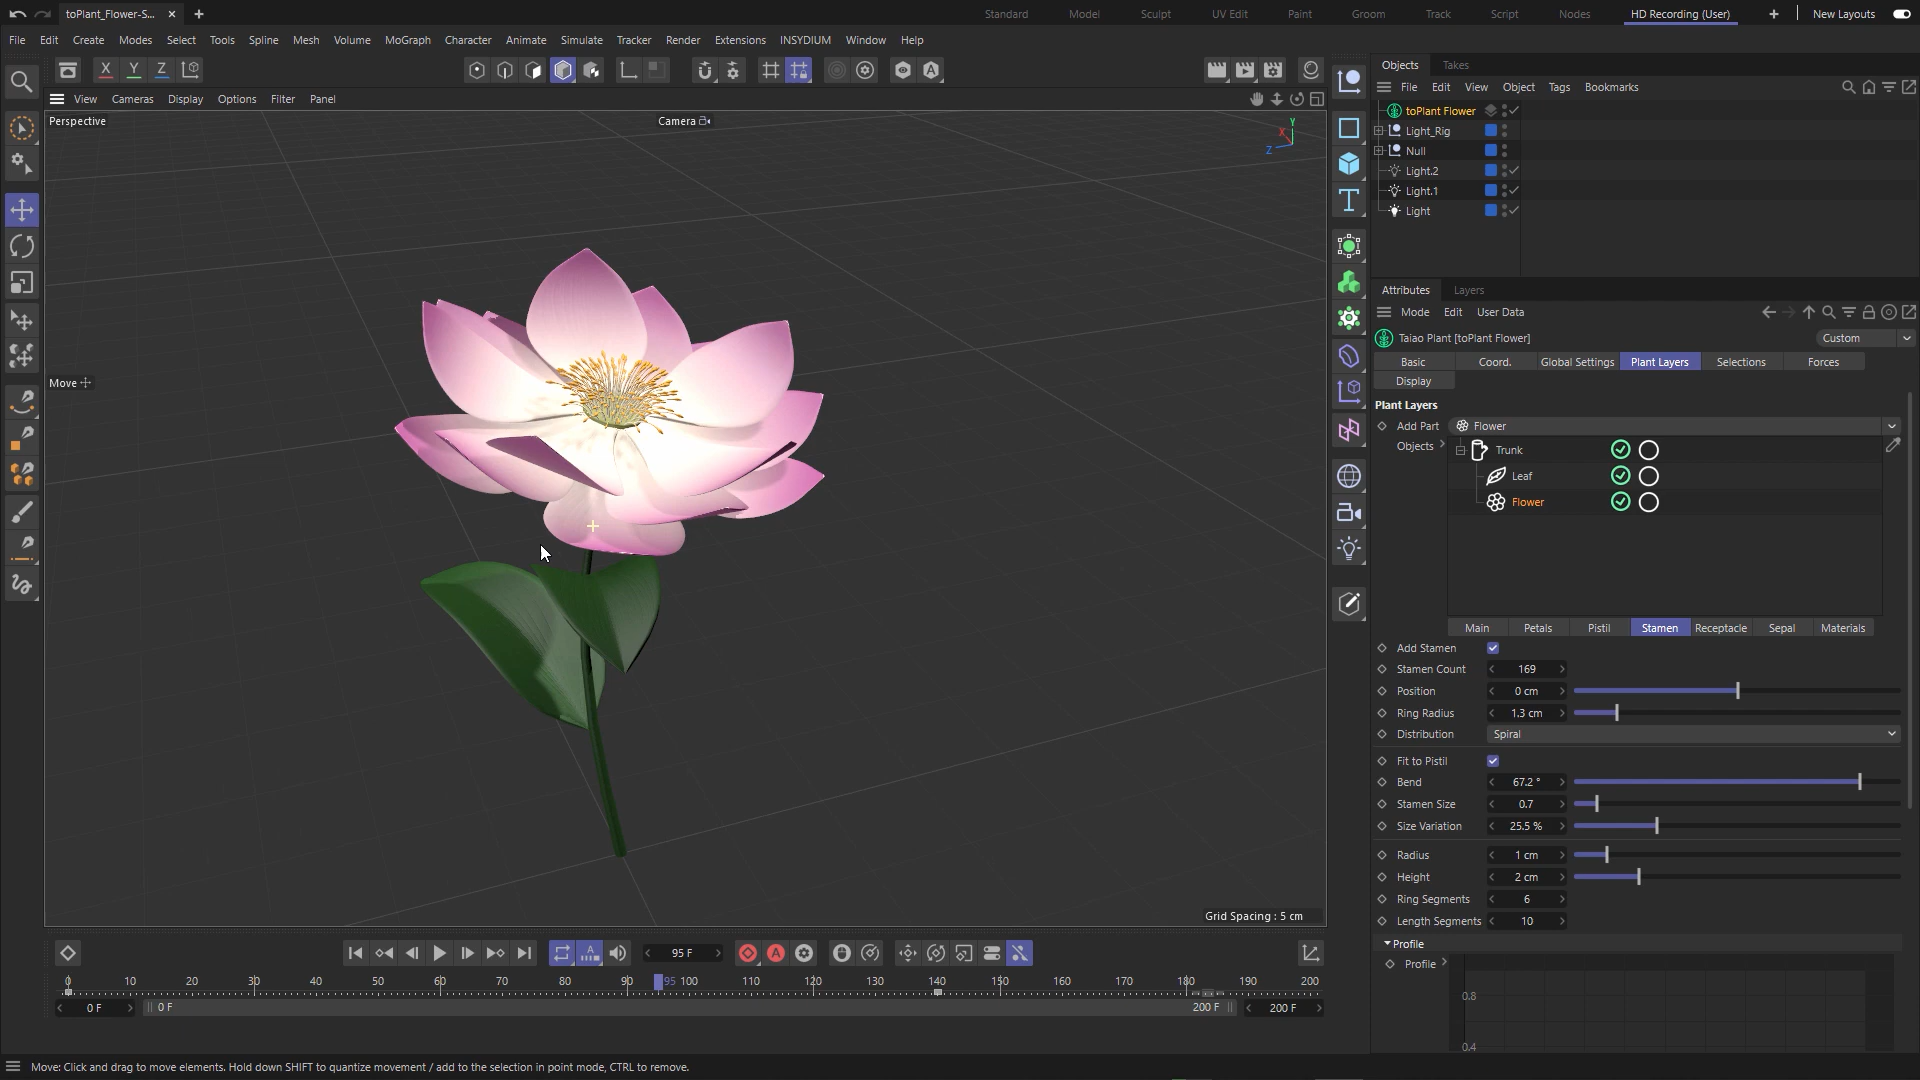 toPlant_Flower-S...
Standard Model Sculpt UV Edit Paint Groom Track Script Nodes HD Recording (User) New Layouts
File Edit Create Modes Select Tools Spline Mesh Volume MoGraph Character Animate Simulate Tracker Render Extensions INSYDIUM Window Help
X Y Z
View Cameras Display Options Filter Panel
Perspective
Camera
Y
X
Z
Move
Grid Spacing : 5 cm
Objects Takes
File Edit View Object Tags Bookmarks
toPlant Flower
Light_Rig
Null
Light.2
Light.1
Light
Attributes Layers
Mode Edit User Data
Taiao Plant [toPlant Flower]
Custom
Basic Coord. Global Settings Plant Layers Selections Forces
Display
Plant Layers
Add Part Flower
Objects
Trunk
Leaf
Flower
Main Petals Pistil Stamen Receptacle Sepal Materials
Add Stamen
Stamen Count 169
Position 0 cm
Ring Radius 1.3 cm
Distribution Spiral
Fit to Pistil
Bend 67.2 °
Stamen Size 0.7
Size Variation 25.5 %
Radius 1 cm
Height 2 cm
Ring Segments 6
Length Segments 10
Profile
Profile
0.8
0.4
95 F
0 10 20 30 40 50 60 70 80 90 95 100 110 120 130 140 150 160 170 180 190 200
0 F 0 F 200 F 200 F
Move: Click and drag to move elements. Hold down SHIFT to quantize movement / add to the selection in point mode, CTRL to remove.